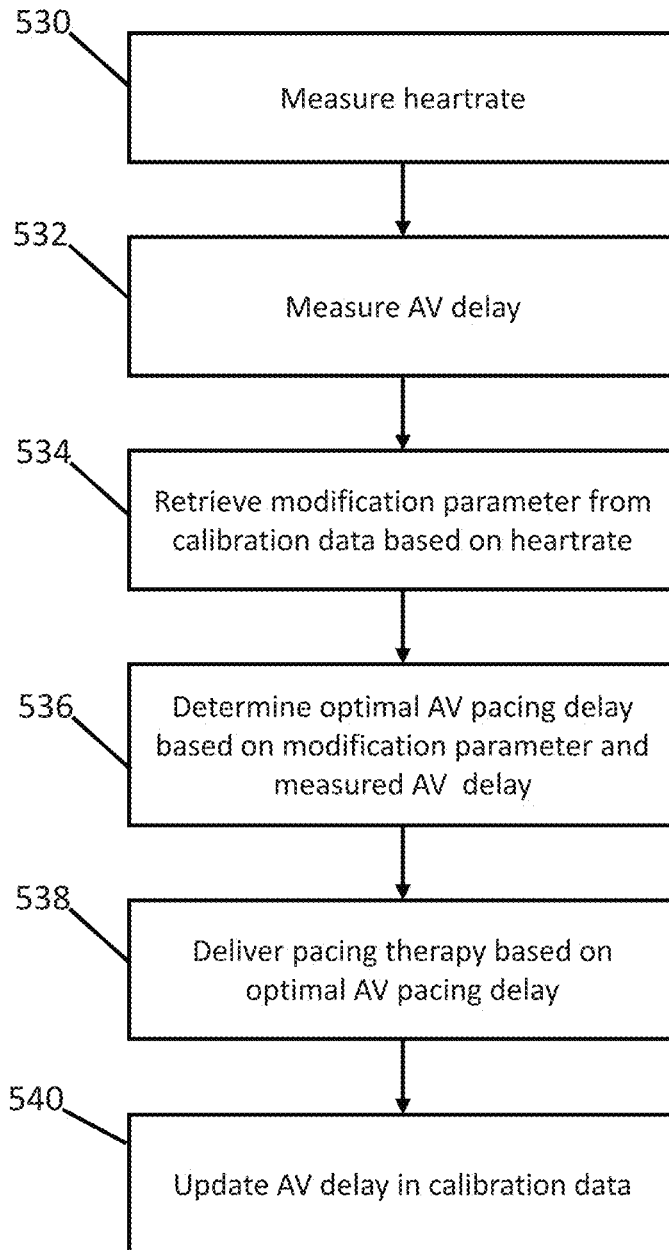 530
Measure heartrate
532
Measure AV delay
534
Retrieve modification parameter from
calibration data based on heartrate
536
Determine optimal AV pacing delay
based on modification parameter and
measured AV delay
538
Deliver pacing therapy based on
optimal AV pacing delay
540
Update AV delay in calibration data